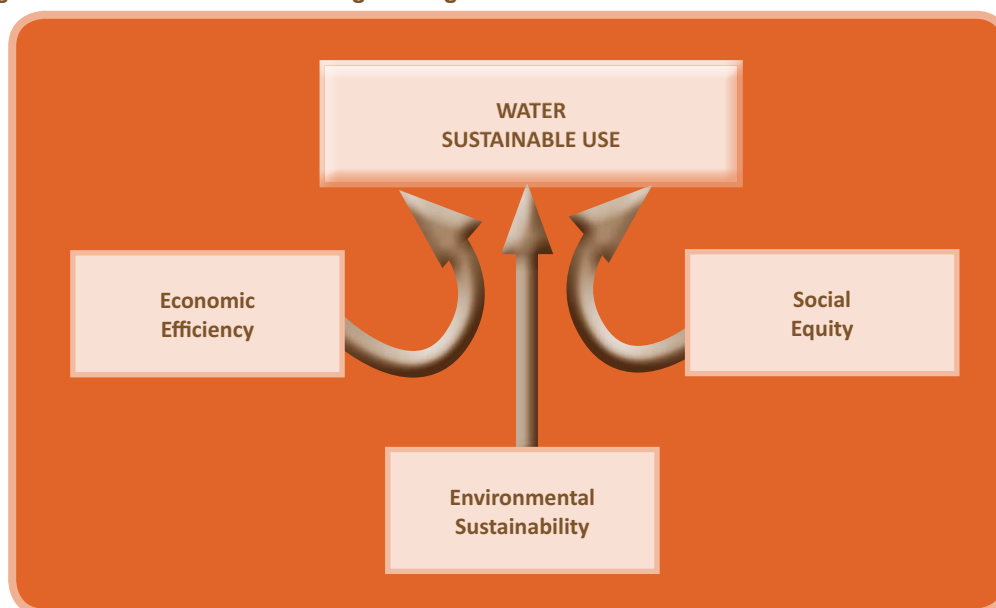 WATER
SUSTAINABLE USE
Economic
Efficiency
Social
Equity
Environmental
Sustainability